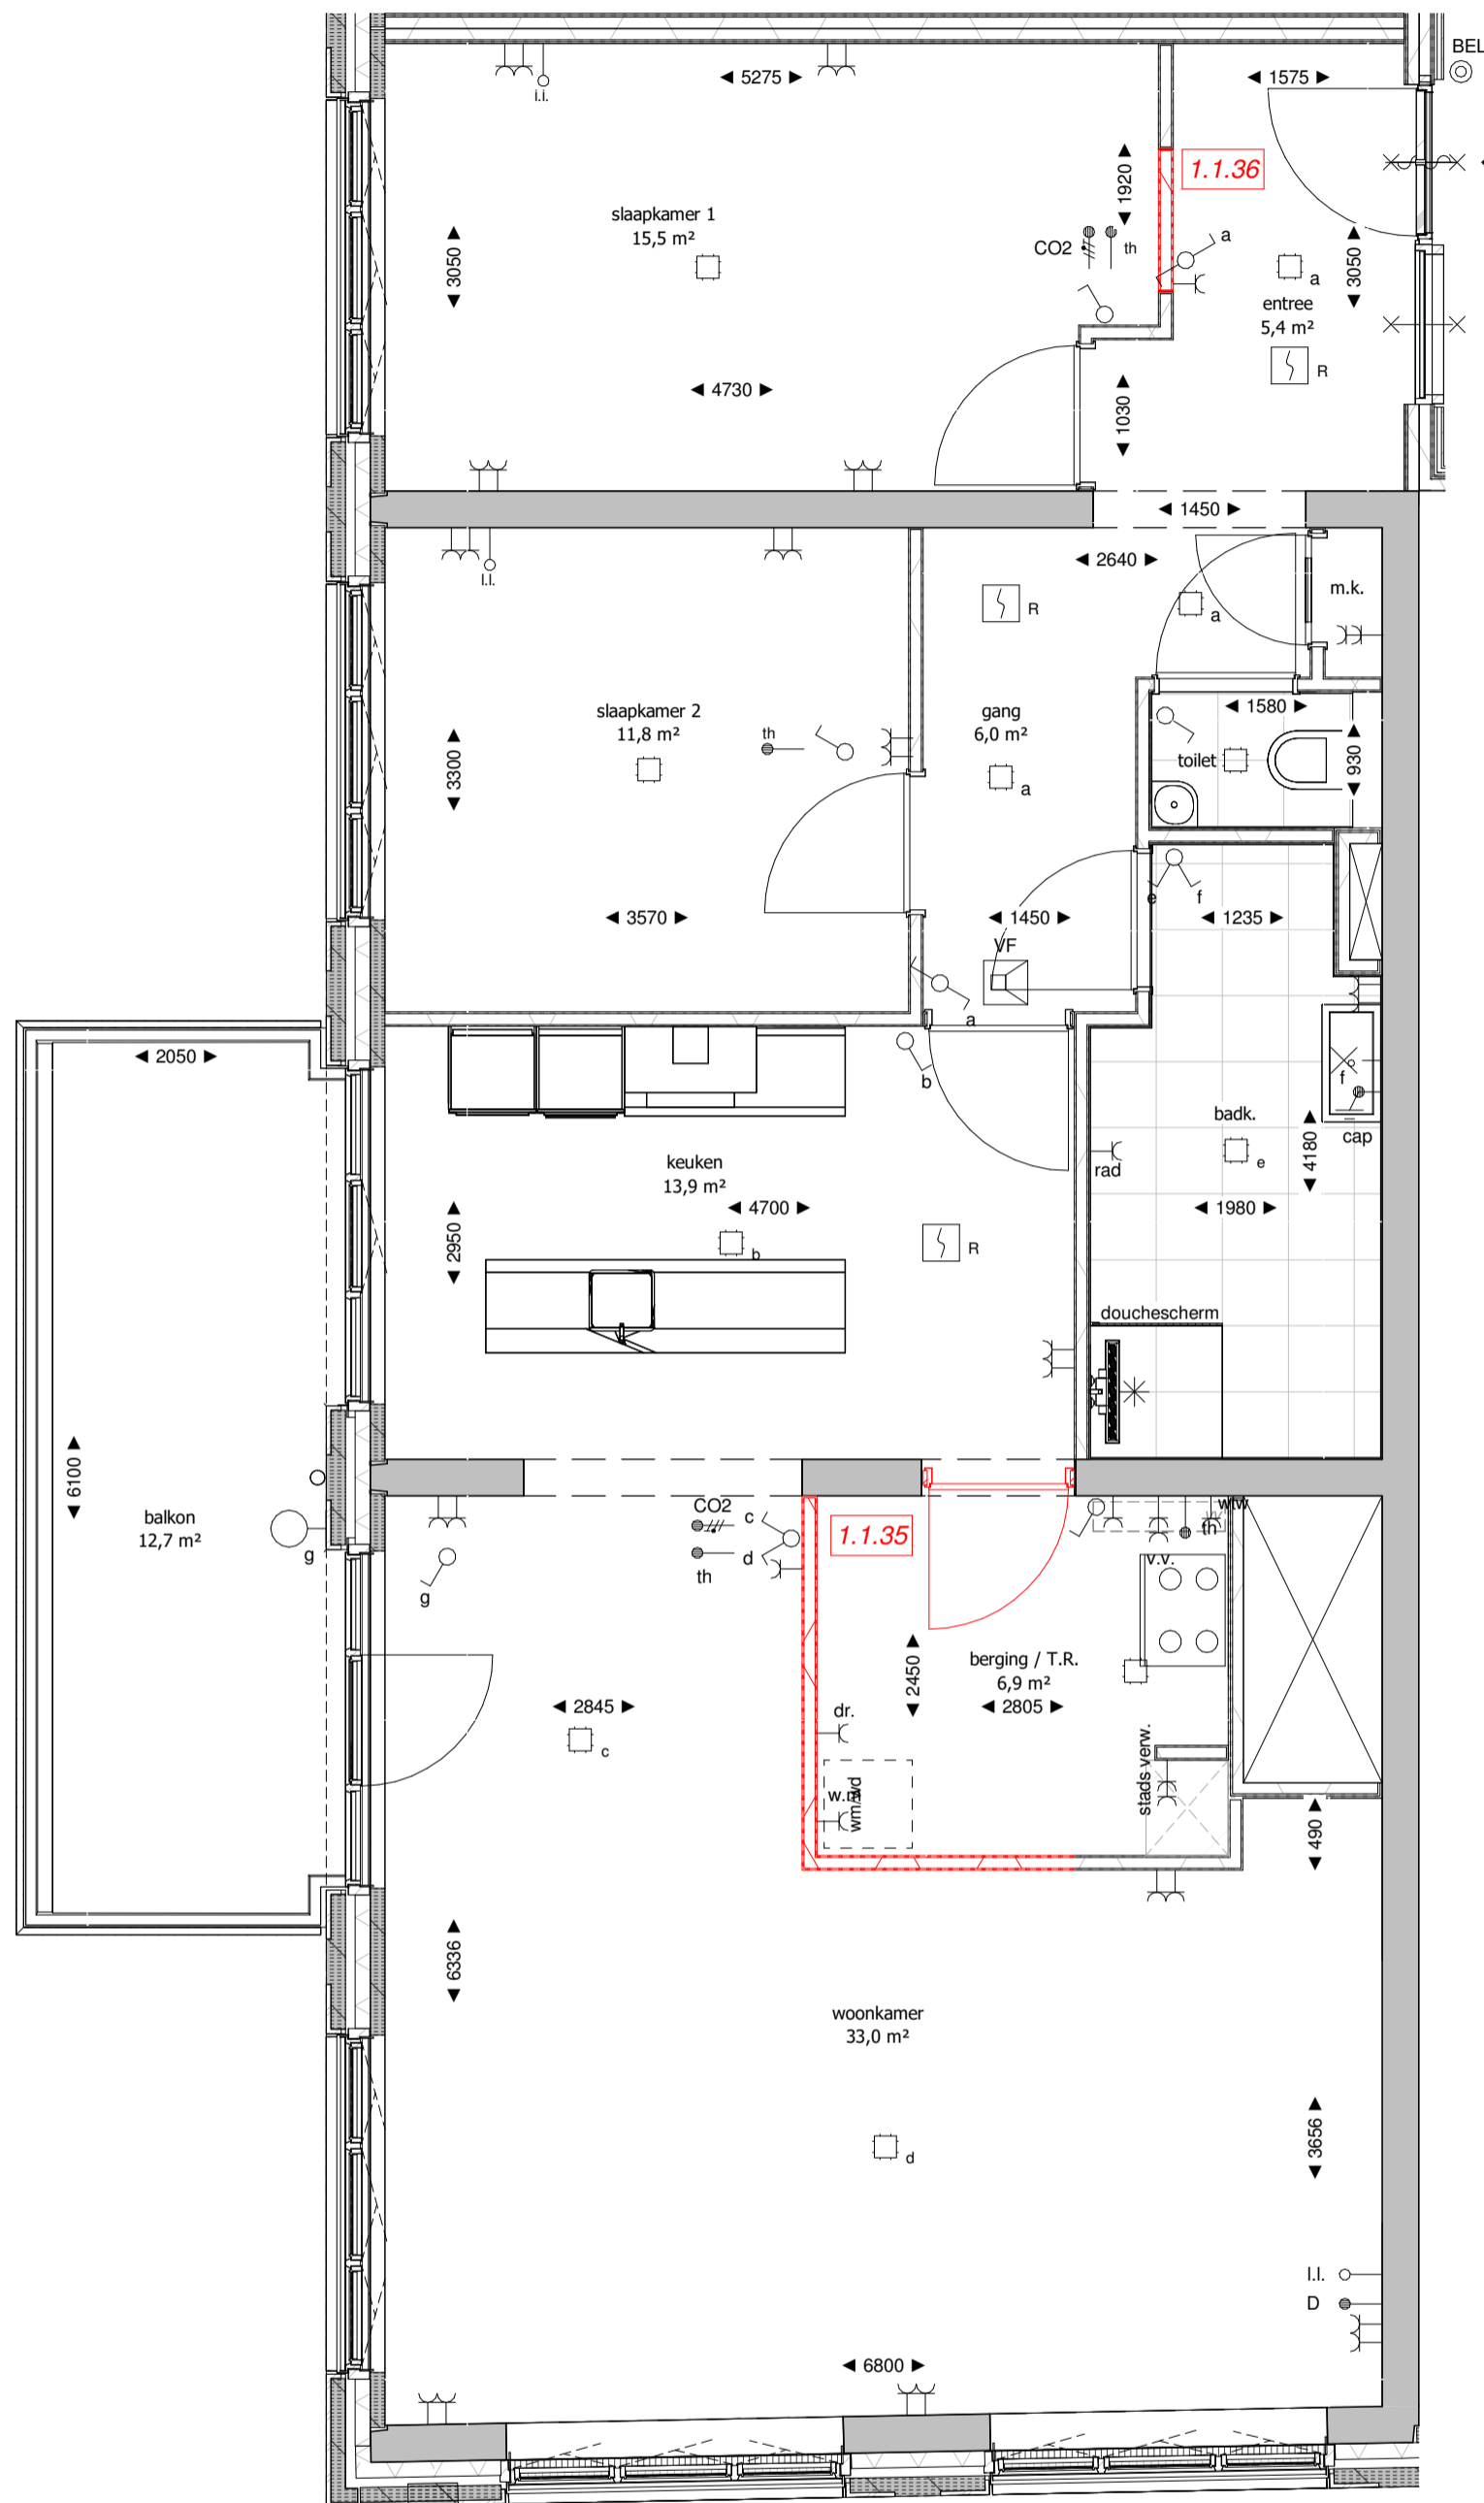 BEL
5275
1575
i.i.
1.1.36
1920
slaapkamer 1
15,5 m²
a
CO2
th
3050
3050
a
entree
5,4 m²
R
4730
1030
1450
2640
l.l.
m.k.
R
a
slaapkamer 2
11,8 m²
gang
6,0 m²
1580
th
toilet
930
3300
a
e
f
3570
1450
1235
VF
a
2050
b
f
badk.
cap
4180
keuken
13,9 m²
rad
e
4700
1980
2950
b
R
douchescherm
6100
CO2
c
wtw
balkon
12,7 m²
g
d
1.1.35
th
th
v.v.
g
2450
berging / T.R.
6,9 m²
2845
2805
dr.
c
stads verw.
w.m
wm/wd
490
6336
woonkamer
33,0 m²
3656
d
l.l.
D
6800